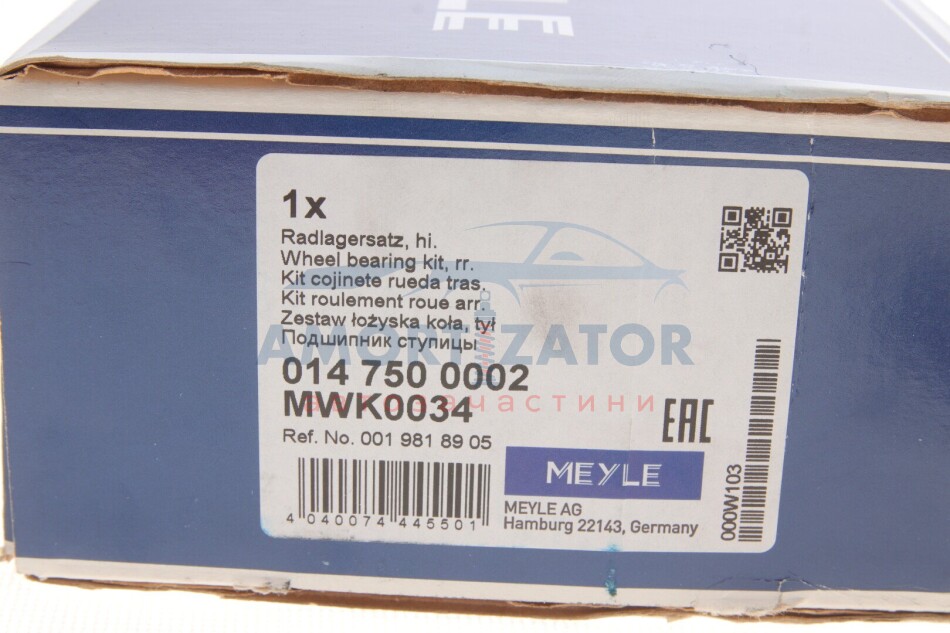 1x
Radlagersatz, hi.
Wheel bearing kit, rr.
Kit cojinete rueda tras.
Kit roulement roue arr.
Zestaw łożyska koła, tył
Подшипник ступицы
AMORTIZATOR
014 750 0002
автозапчастини
MWK0034
EAC
Ref. No. 001 981 89 05
MEYLE
4 040074 445501
MEYLE AG
Hamburg 22143, Germany
000W103